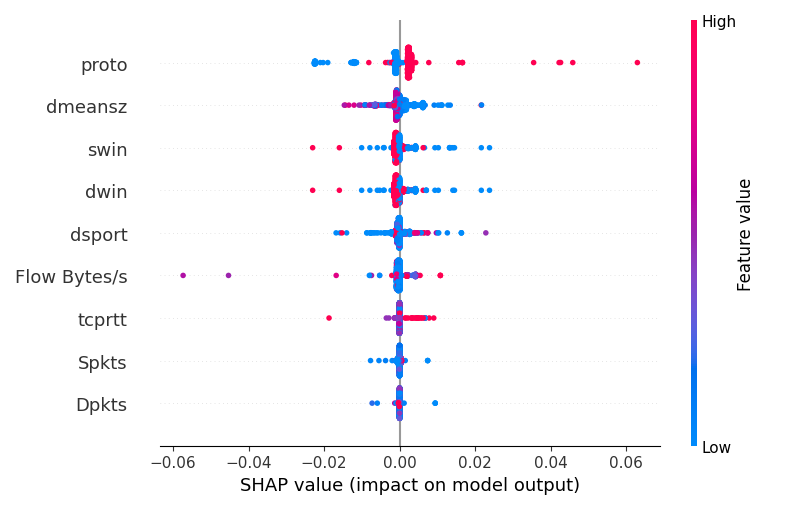 High
proto
dmeansz
swin
dwin
dsport
Flow Bytes/s
tcprtt
Spkts
Dpkts
Feature value
Low
−0.06 −0.04 −0.02 0.00 0.02 0.04 0.06
SHAP value (impact on model output)